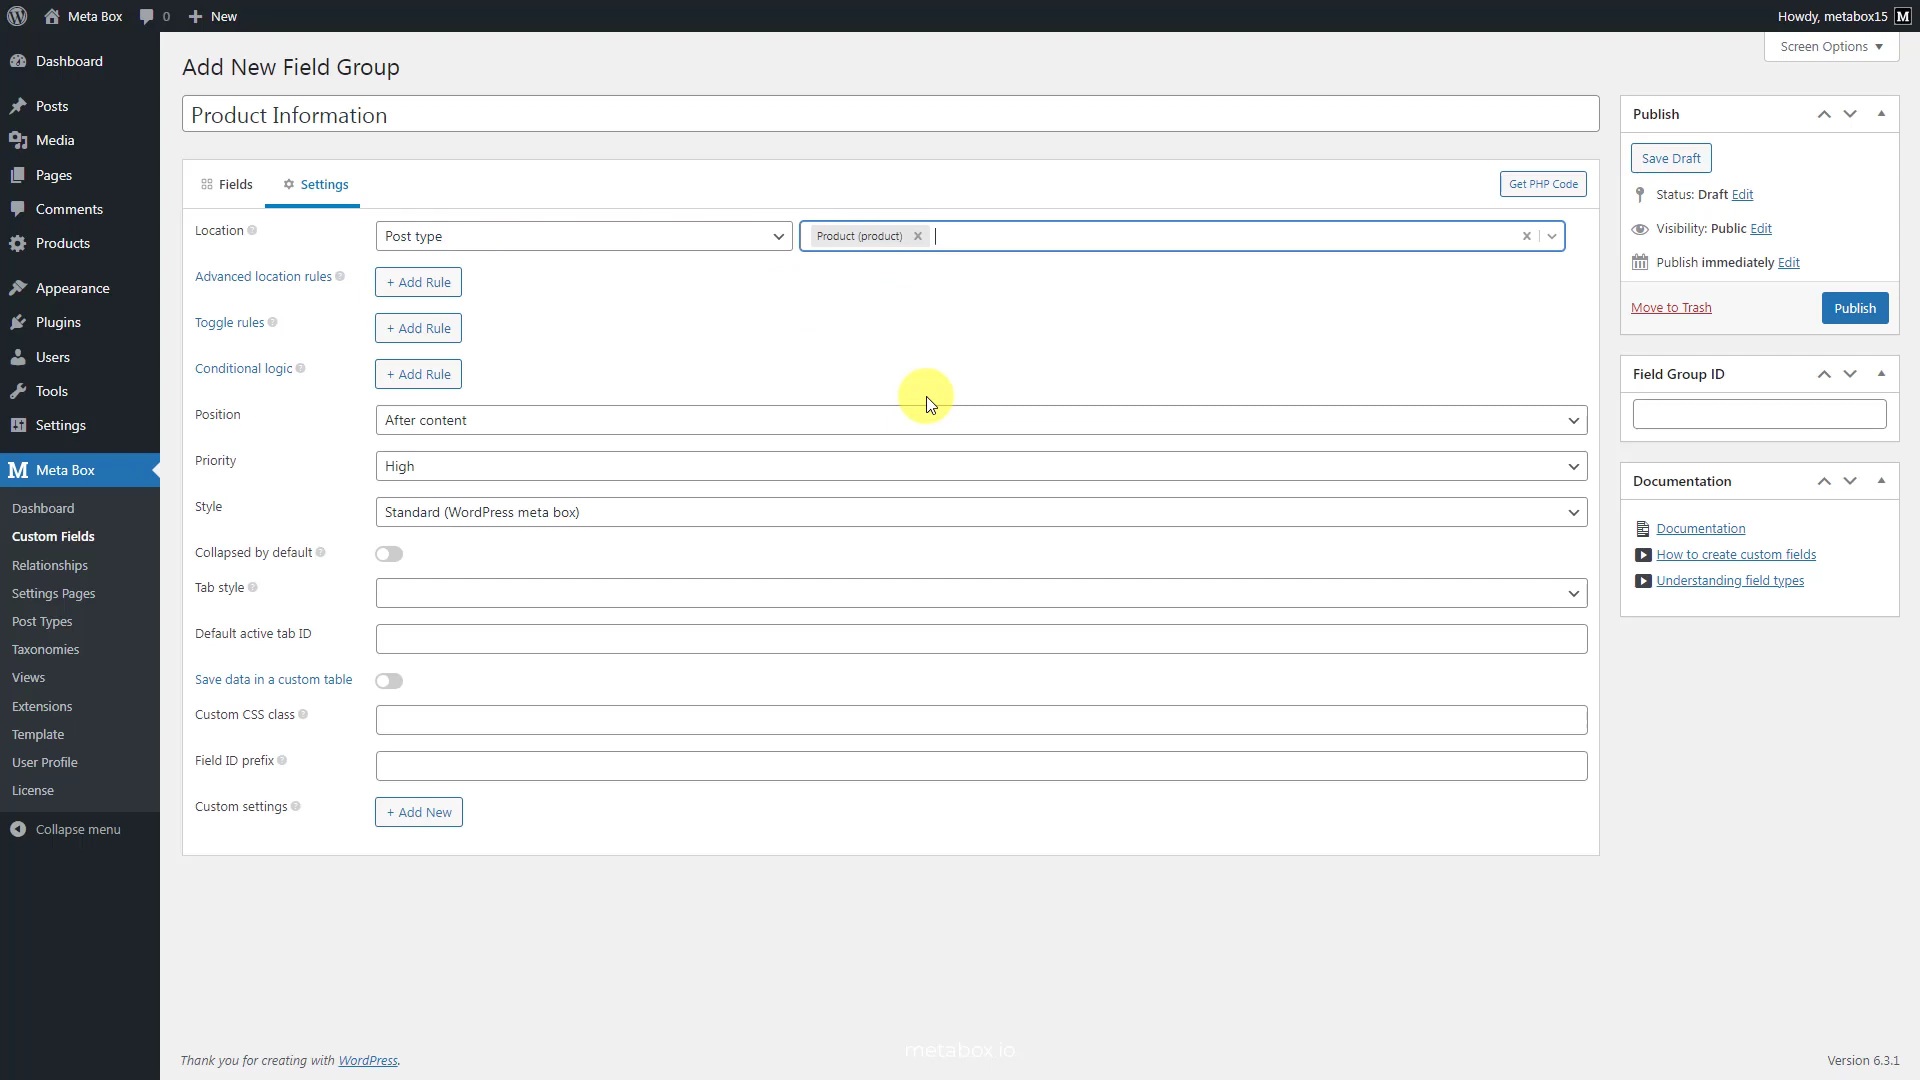 Meta Box
0
New
Howdy, metabox15
Screen Options
Dashboard
Posts
Media
Pages
Comments
Products
Appearance
Plugins
Users
Tools
Settings
Meta Box
Dashboard
Custom Fields
Relationships
Settings Pages
Post Types
Taxonomies
Views
Extensions
Template
User Profile
License
Collapse menu
Add New Field Group
Product Information
Fields
Settings
Get PHP Code
Location
Post type
Product (product)
Advanced location rules
+ Add Rule
Toggle rules
+ Add Rule
Conditional logic
+ Add Rule
Position
After content
Priority
High
Style
Standard (WordPress meta box)
Collapsed by default
Tab style
Default active tab ID
Save data in a custom table
Custom CSS class
Field ID prefix
Custom settings
+ Add New
Publish
Save Draft
Status: Draft Edit
Visibility: Public Edit
Publish immediately Edit
Move to Trash
Publish
Field Group ID
Documentation
Documentation
How to create custom fields
Understanding field types
Thank you for creating with WordPress.
metabox.io
Version 6.3.1